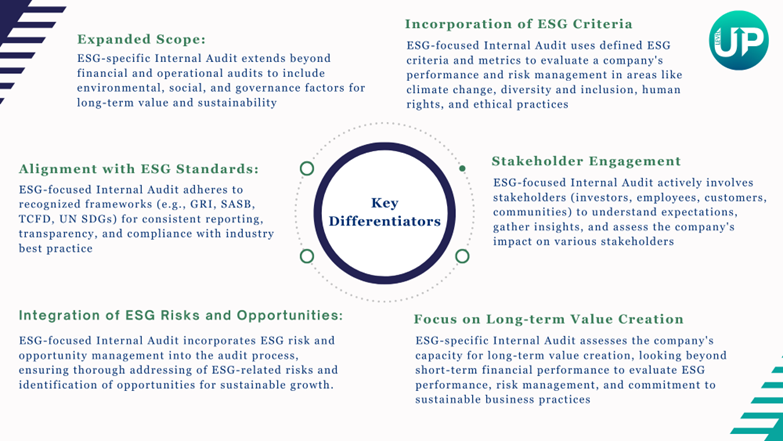 Expanded Scope:
ESG-specific Internal Audit extends beyond
financial and operational audits to include
environmental, social, and governance factors for
long-term value and sustainability
Incorporation of ESG Criteria
ESG-focused Internal Audit uses defined ESG
criteria and metrics to evaluate a company's
performance and risk management in areas like
climate change, diversity and inclusion, human
rights, and ethical practices
UP
Alignment with ESG Standards:
ESG-focused Internal Audit adheres to
recognized frameworks (e.g., GRI, SASB,
TCFD, UN SDGs) for consistent reporting,
transparency, and compliance with industry
best practice
Key
Differentiators
Stakeholder Engagement
ESG-focused Internal Audit actively involves
stakeholders (investors, employees, customers,
communities) to understand expectations,
gather insights, and assess the company's
impact on various stakeholders
Integration of ESG Risks and Opportunities:
ESG-focused Internal Audit incorporates ESG risk and
opportunity management into the audit process,
ensuring thorough addressing of ESG-related risks and
identification of opportunities for sustainable growth.
Focus on Long-term Value Creation
ESG-specific Internal Audit assesses the company's
capacity for long-term value creation, looking beyond
short-term financial performance to evaluate ESG
performance, risk management, and commitment to
sustainable business practices